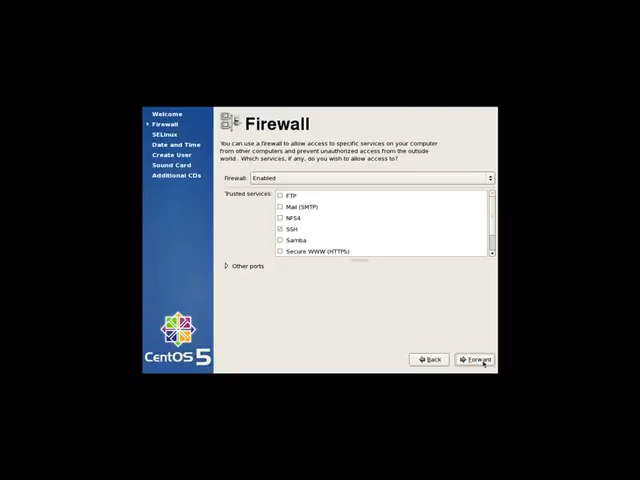 Welcome
Firewall
SELinux
Date and Time
Create User
Sound Card
Additional CDs
CentOS 5
Firewall
You can use a firewall to allow access to specific services on your computer
from other computers and prevent unauthorized access from the outside
world. Which services, if any, do you wish to allow access to?
Firewall: Enabled
Trusted services:
FTP
Mail (SMTP)
NFS4
SSH
Samba
Secure WWW (HTTPS)
Other ports
Back
Forward